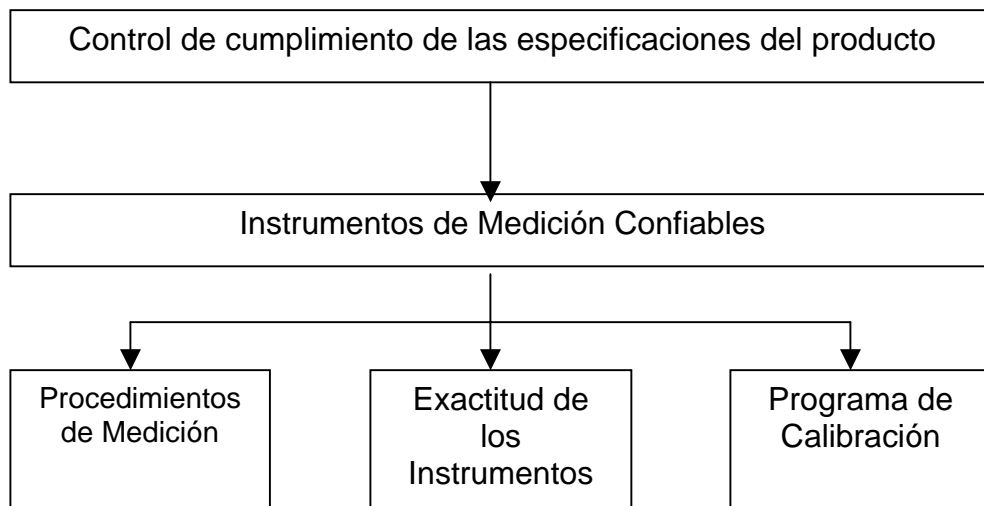 Control de cumplimiento de las especificaciones del producto
Instrumentos de Medición Confiables
Procedimientos
de Medición
Exactitud de
los
Instrumentos
Programa de
Calibración